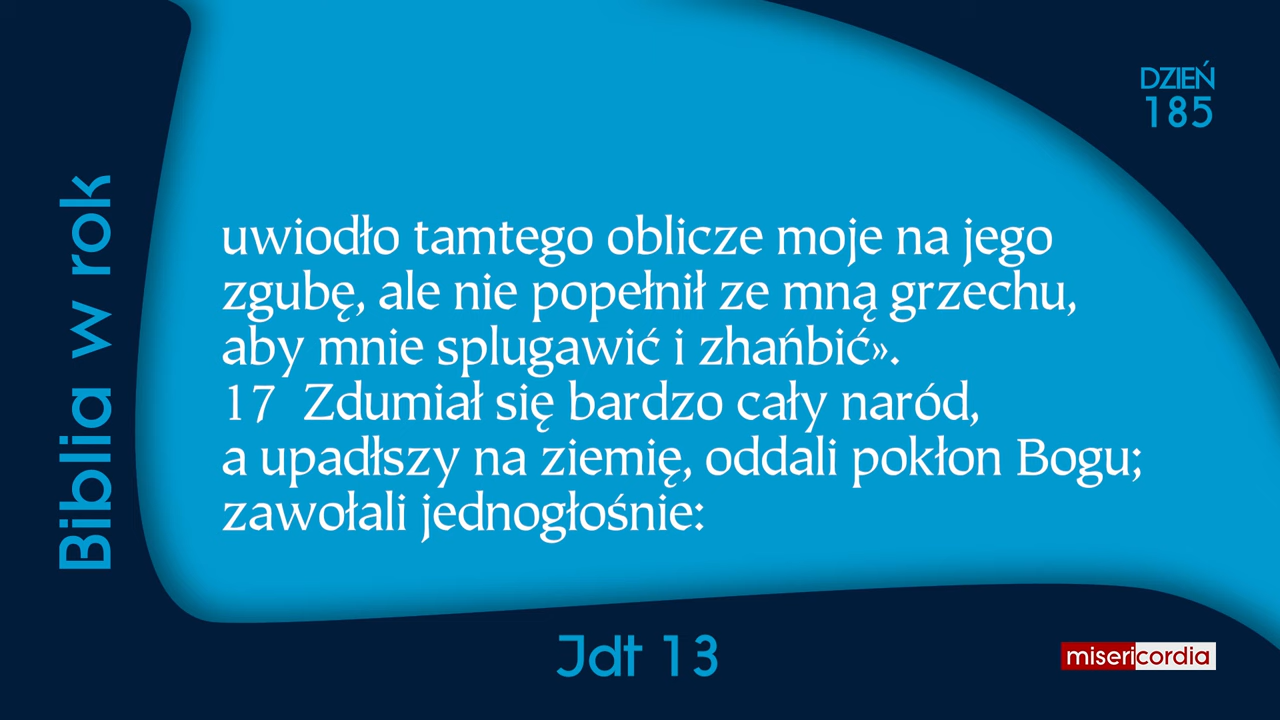 DZIEŃ
185
Biblia w rok
uwiodło tamtego oblicze moje na jego
zgubę, ale nie popełnił ze mną grzechu,
aby mnie splugawić i zhańbić».
17 Zdumiał się bardzo cały naród,
a upadłszy na ziemię, oddali pokłon Bogu;
zawołali jednogłośnie:
Jdt 13
misericordia